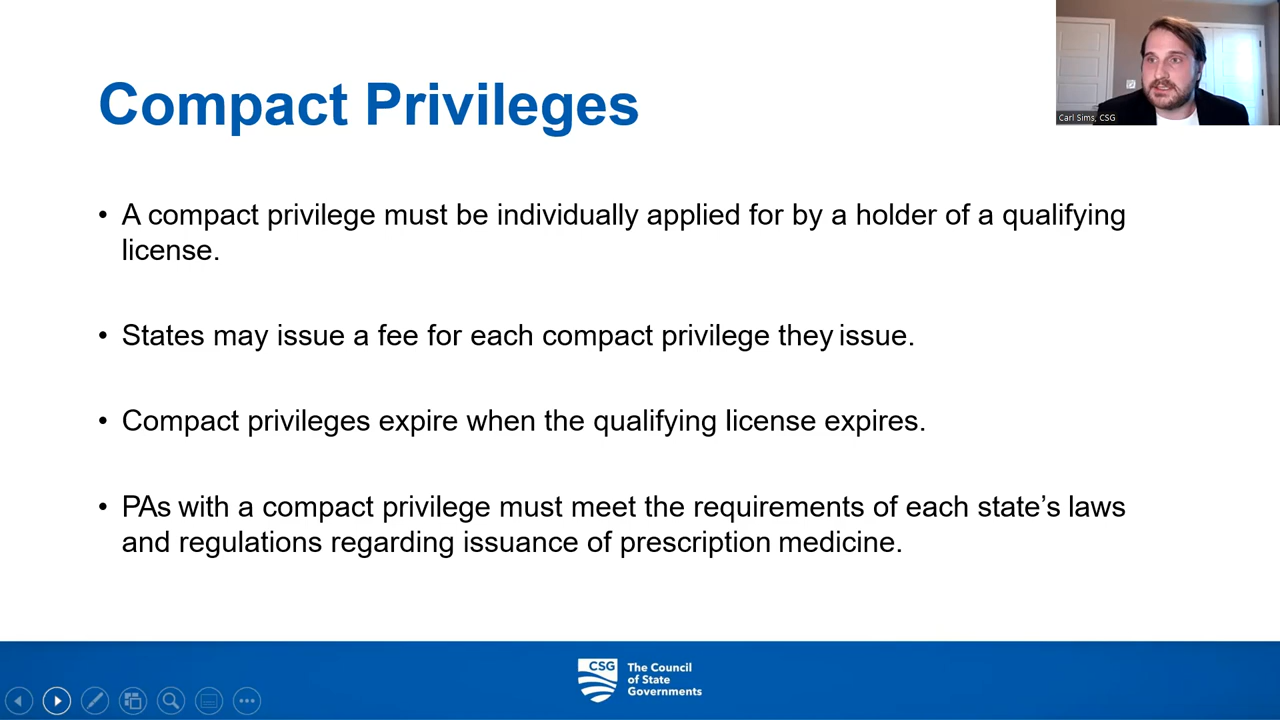 Compact Privileges
Carl Sims, CSG
• A compact privilege must be individually applied for by a holder of a qualifying
license.
• States may issue a fee for each compact privilege they issue.
• Compact privileges expire when the qualifying license expires.
• PAs with a compact privilege must meet the requirements of each state’s laws
and regulations regarding issuance of prescription medicine.
CSG
The Council
of State
Governments